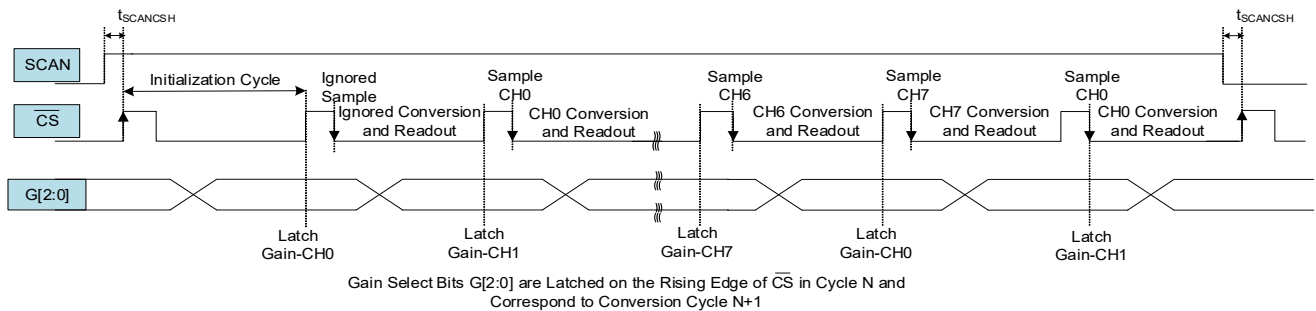 tSCANCSH
tSCANCSH
SCAN
Initialization Cycle
Ignored
Sample
Sample
CH0
Sample
CH6
Sample
CH7
Sample
CH0
CS
Ignored Conversion
and Readout
CH0 Conversion
and Readout
CH6 Conversion
and Readout
CH7 Conversion
and Readout
CH0 Conversion
and Readout
G[2:0]
Latch
Gain-CH0
Latch
Gain-CH1
Latch
Gain-CH7
Latch
Gain-CH0
Latch
Gain-CH1
Gain Select Bits G[2:0] are Latched on the Rising Edge of CS in Cycle N and
Correspond to Conversion Cycle N+1